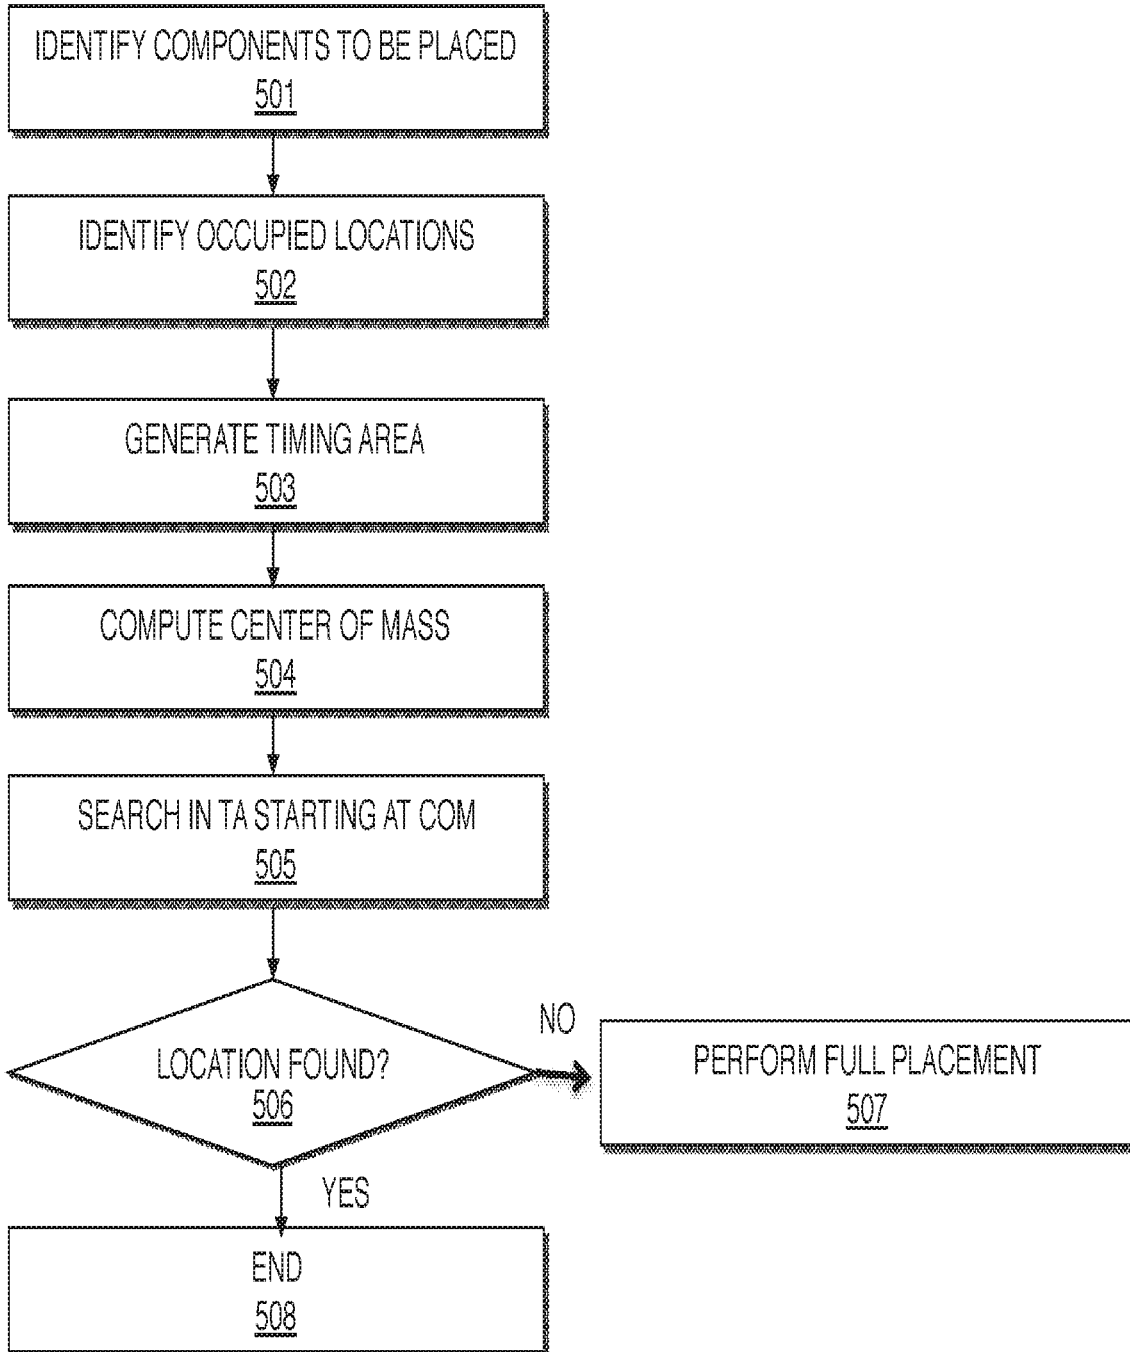 IDENTIFY COMPONENTS TO BE PLACED
501
IDENTIFY OCCUPIED LOCATIONS
502
GENERATE TIMING AREA
503
COMPUTE CENTER OF MASS
504
SEARCH IN TA STARTING AT COM
505
LOCATION FOUND?
506
NO
PERFORM FULL PLACEMENT
507
YES
END
508